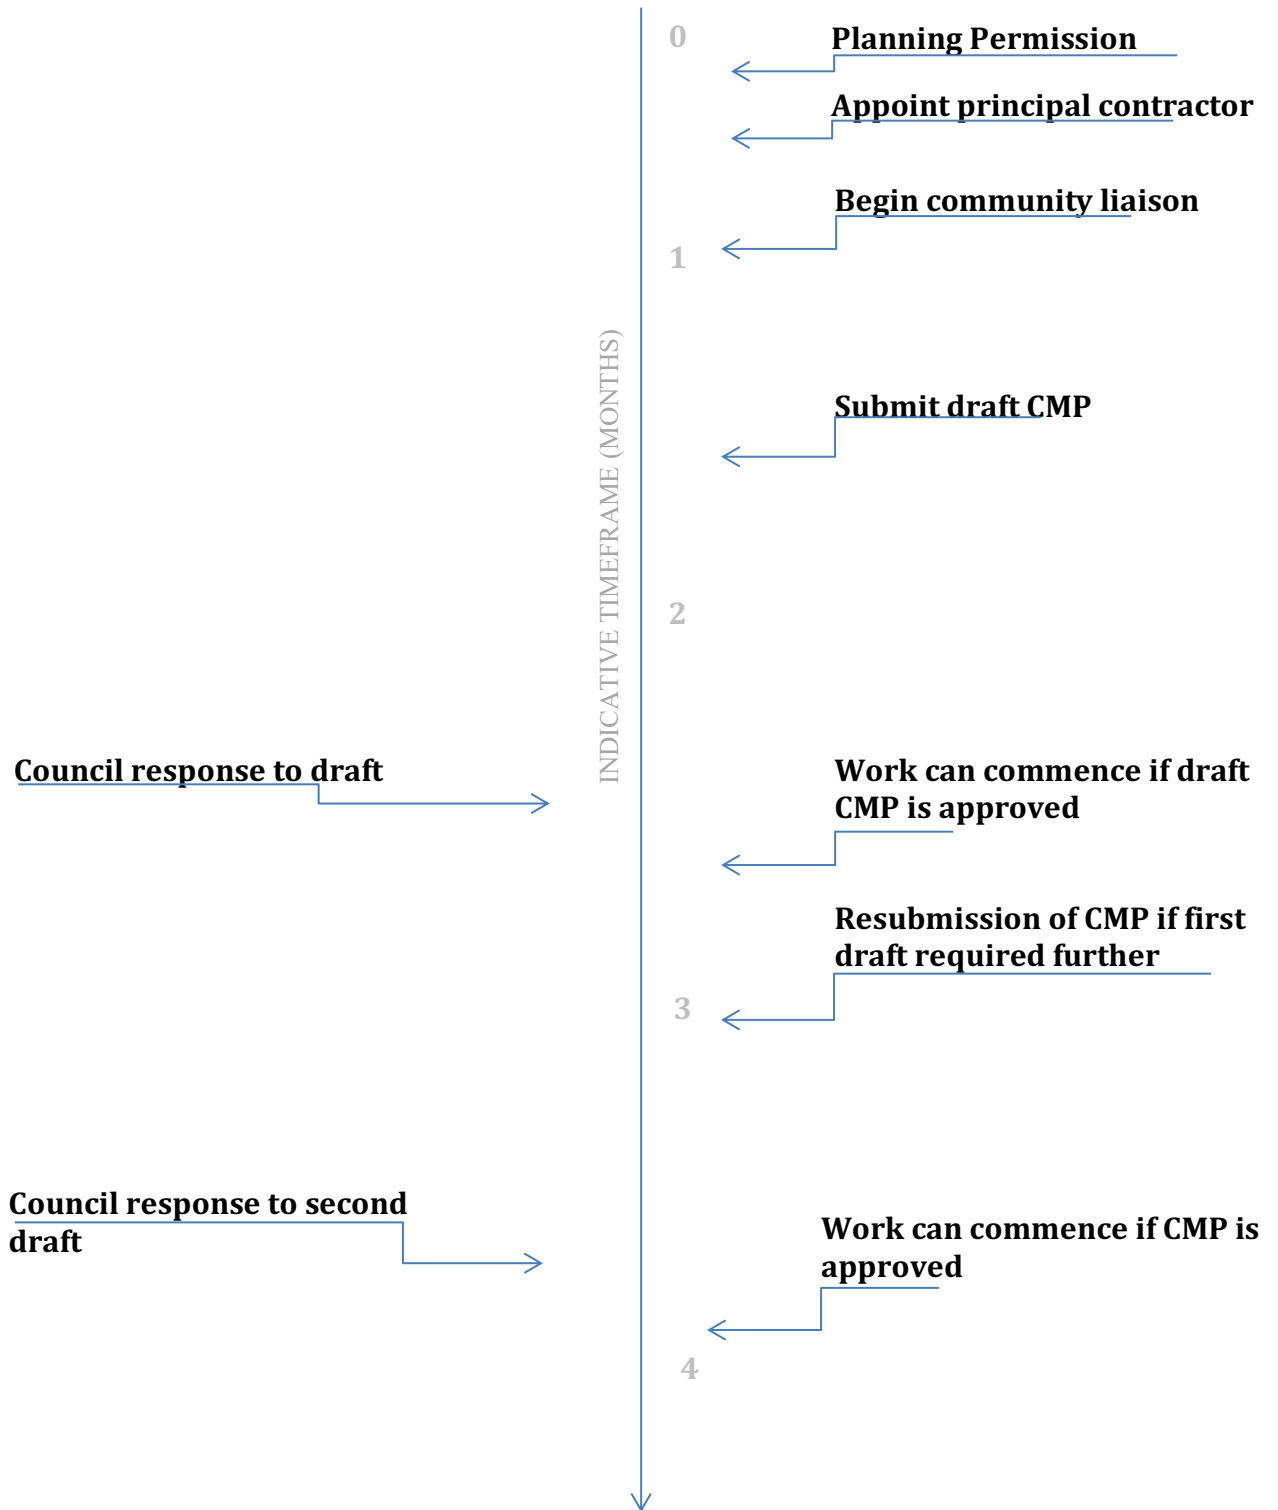 0
Planning Permission
Appoint principal contractor
Begin community liaison
1
INDICATIVE TIMEFRAME (MONTHS)
Submit draft CMP
2
Council response to draft
Work can commence if draft
CMP is approved
Resubmission of CMP if first
draft required further
3
Council response to second
draft
Work can commence if CMP is
approved
4